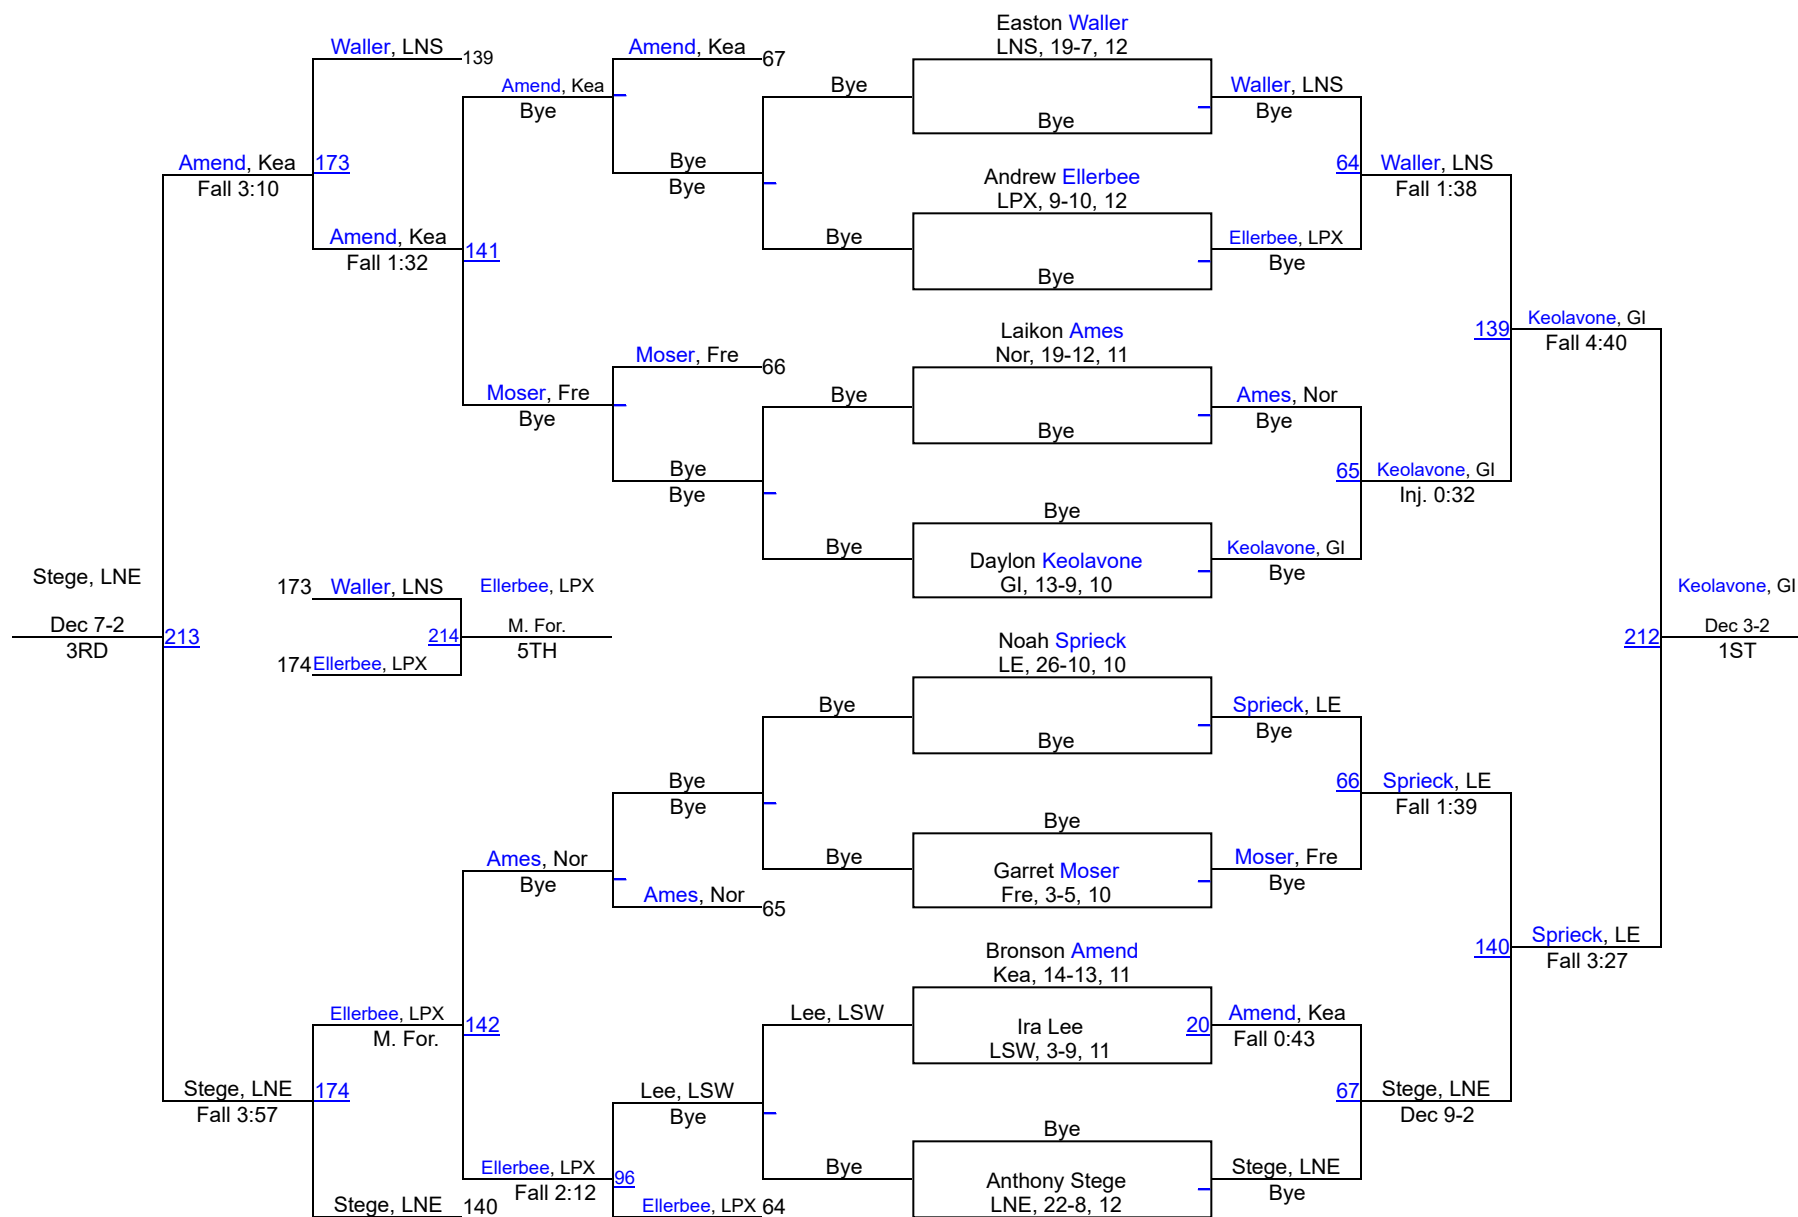 Easton Waller
LNS, 19-7, 12
Waller, LNS
139
Amend, Kea
67
Amend, Kea
Bye
Bye
Bye
Waller, LNS
Bye
Amend, Kea
173
Fall 3:10
Bye
Bye
Andrew Ellerbee
LPX, 9-10, 12
64
Waller, LNS
Fall 1:38
Amend, Kea
141
Fall 1:32
Bye
Bye
Ellerbee, LPX
Bye
Laikon Ames
Nor, 19-12, 11
139
Keolavone, GI
Fall 4:40
Moser, Fre
66
Moser, Fre
Bye
Bye
Bye
Ames, Nor
Bye
Bye
Bye
65
Keolavone, GI
Inj. 0:32
Bye
Bye
Daylon Keolavone
GI, 13-9, 10
Keolavone, GI
Bye
Stege, LNE
Dec 7-2
3RD
213
173
Waller, LNS
174
Ellerbee, LPX
214
Ellerbee, LPX
M. For.
5TH
Keolavone, GI
212
Dec 3-2
1ST
Noah Sprieck
LE, 26-10, 10
Bye
Bye
Sprieck, LE
Bye
Bye
Bye
66
Sprieck, LE
Fall 1:39
Bye
Bye
Garret Moser
Fre, 3-5, 10
Moser, Fre
Bye
Ames, Nor
Bye
Ames, Nor
65
Bronson Amend
Kea, 14-13, 11
140
Sprieck, LE
Fall 3:27
Lee, LSW
Ira Lee
LSW, 3-9, 11
20
Amend, Kea
Fall 0:43
Ellerbee, LPX
M. For.
142
Stege, LNE
Fall 3:57
174
Lee, LSW
Bye
67
Stege, LNE
Dec 9-2
Bye
Bye
Anthony Stege
LNE, 22-8, 12
Stege, LNE
Bye
Ellerbee, LPX
Fall 2:12
96
Stege, LNE
140
Ellerbee, LPX
64